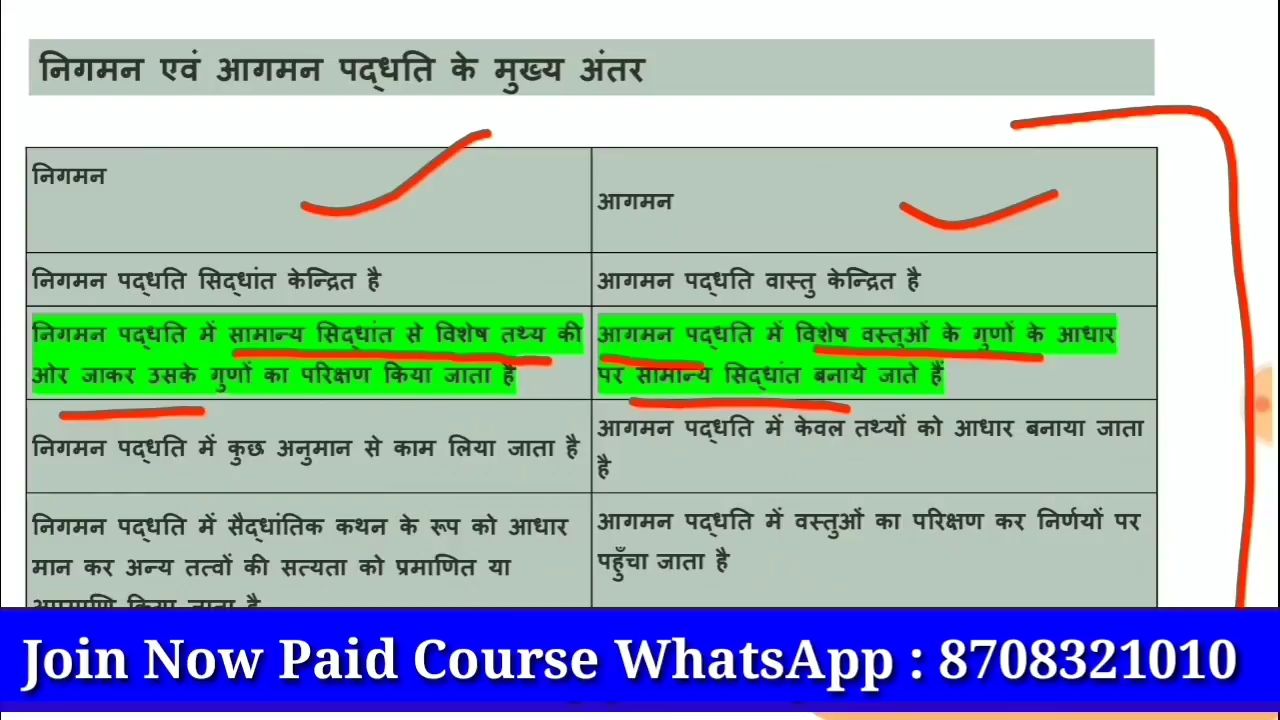 निगमन एवं आगमन पद्धति के मुख्य अंतर
निगमन
आगमन
निगमन पद्धति सिद्धांत केन्द्रित है
आगमन पद्धति वास्तु केन्द्रित है
निगमन पद्धति में सामान्य सिद्धांत से विशेष तथ्य की
ओर जाकर उसके गुणों का परिक्षण किया जाता है
आगमन पद्धति में विशेष वस्तुओं के गुणों के आधार
पर सामान्य सिद्धांत बनाये जाते हैं
निगमन पद्धति में कुछ अनुमान से काम लिया जाता है
आगमन पद्धति में केवल तथ्यों को आधार बनाया जाता
है
निगमन पद्धति में सैद्धांतिक कथन के रूप को आधार
मान कर अन्य तत्वों की सत्यता को प्रमाणित या
किया जाता है
आगमन पद्धति में वस्तुओं का परिक्षण कर निर्णयों पर
पहुँचा जाता है
Join Now Paid Course WhatsApp : 8708321010